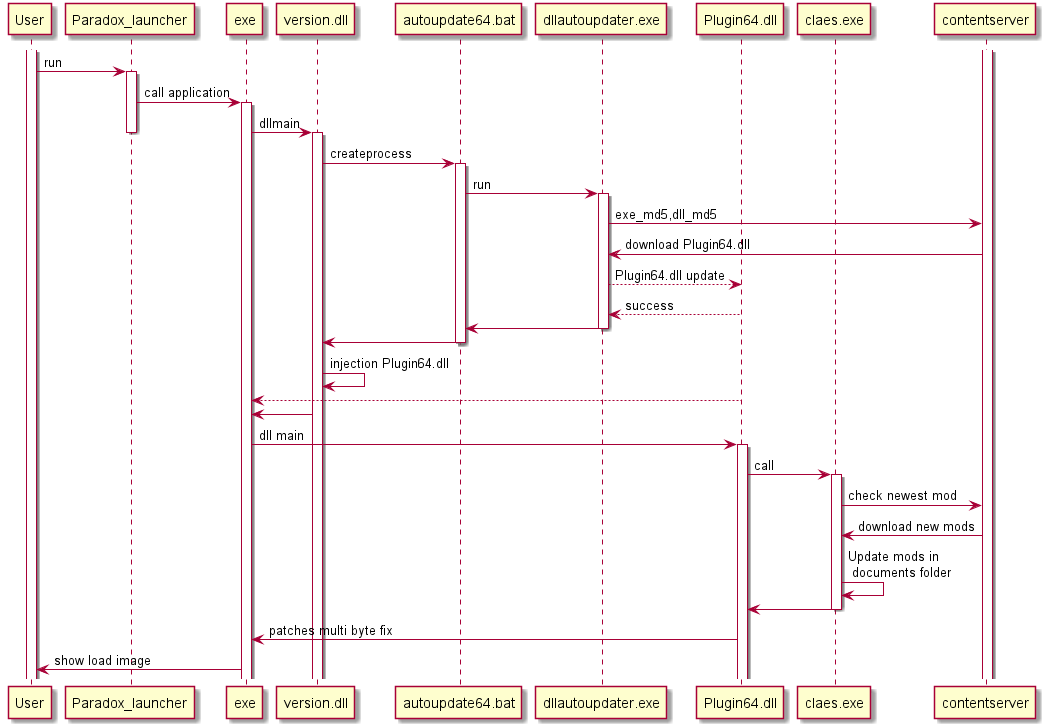 User
Paradox_launcher
exe
version.dll
autoupdate64.bat
dllautoupdater.exe
Plugin64.dll
claes.exe
contentserver
run
call application
dllmain
createprocess
run
exe_md5,dll_md5
download Plugin64.dll
Plugin64.dll update
success
injection Plugin64.dll
dll main
call
check newest mod
download new mods
Update mods in
documents folder
patches multi byte fix
show load image
User
Paradox_launcher
exe
version.dll
autoupdate64.bat
dllautoupdater.exe
Plugin64.dll
claes.exe
contentserver